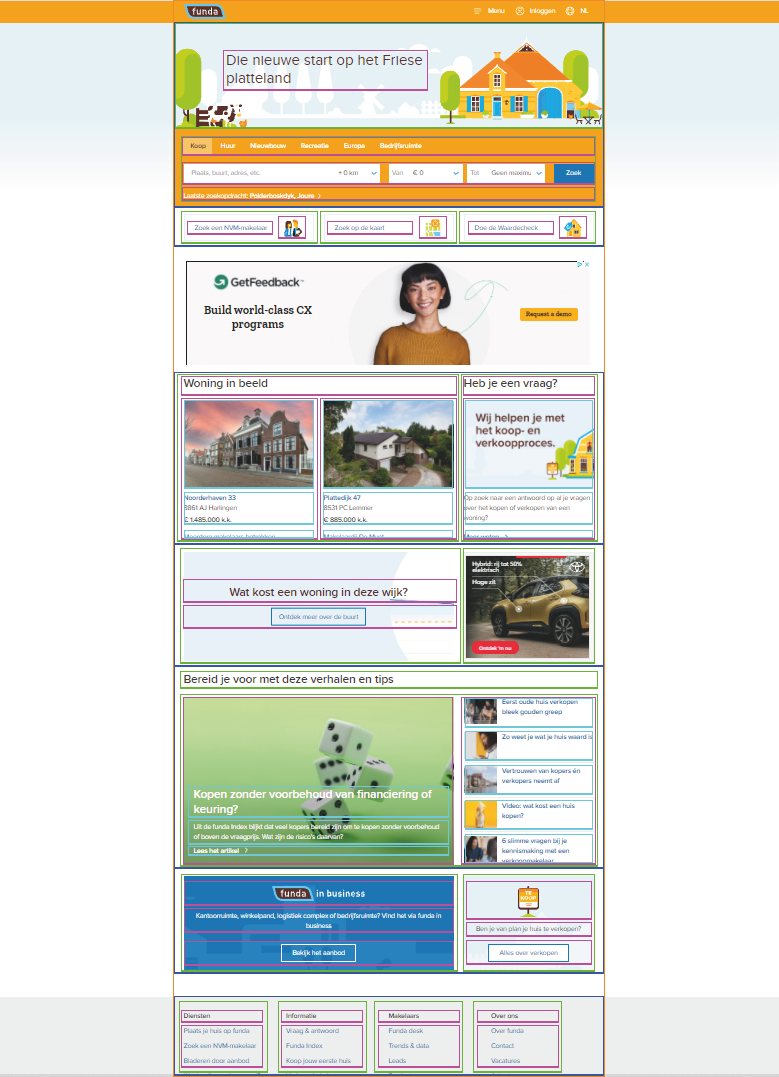 funda
Menu
Inloggen
NL
Die nieuwe start op het Friese
platteland
Koop
Huur
Nieuwbouw
Recreatie
Europa
Bedrijfsruimte
Plaats, buurt, adres, etc.
+ 0 km
Van
€ 0
Tot
Geen maximu
Zoek
Laatste zoekopdracht: Polderboskdyk, Joure
Zoek een NVM-makelaar
Zoek op de kaart
Doe de Waardecheck
GetFeedback
Build world-class CX
programs
Request a demo
Woning in beeld
Heb je een vraag?
Wij helpen je met
het koop- en
verkoopproces.
Noorderhaven 33
8861 AJ Harlingen
€ 1.485.000 k.k.
Plattedijk 47
8531 PC Lemmer
€ 885.000 k.k.
Op zoek naar een antwoord op al je vragen
over het kopen of verkopen van een
woning?
Wat kost een woning in deze wijk?
Ontdek meer over de buurt
Hybrid: rij tot 50%
elektrisch
Hoge zit
Ontdek 'm nu
Bereid je voor met deze verhalen en tips
Kopen zonder voorbehoud van financiering of
keuring?
Uit de funda Index blijkt dat veel kopers bereid zijn om te kopen zonder voorbehoud
of boven de vraagprijs. Wat zijn de risico's daarvan?
Lees het artikel
Eerst oude huis verkopen
bleek gouden greep
Zo weet je wat je huis waard is
Vertrouwen van kopers én
verkopers neemt af
Video: wat kost een huis
kopen?
6 slimme vragen bij je
kennismaking met een
verkoopmakelaar
funda in business
Kantoorruimte, winkelpand, logistiek complex of bedrijfsruimte? Vind het via funda in
business
Bekijk het aanbod
TE
KOOP
Ben je van plan je huis te verkopen?
Alles over verkopen
Diensten
Plaats je huis op funda
Zoek een NVM-makelaar
Bladeren door aanbod
Informatie
Vraag & antwoord
Funda Index
Koop jouw eerste huis
Makelaars
Funda desk
Trends & data
Leads
Over ons
Over funda
Contact
Vacatures